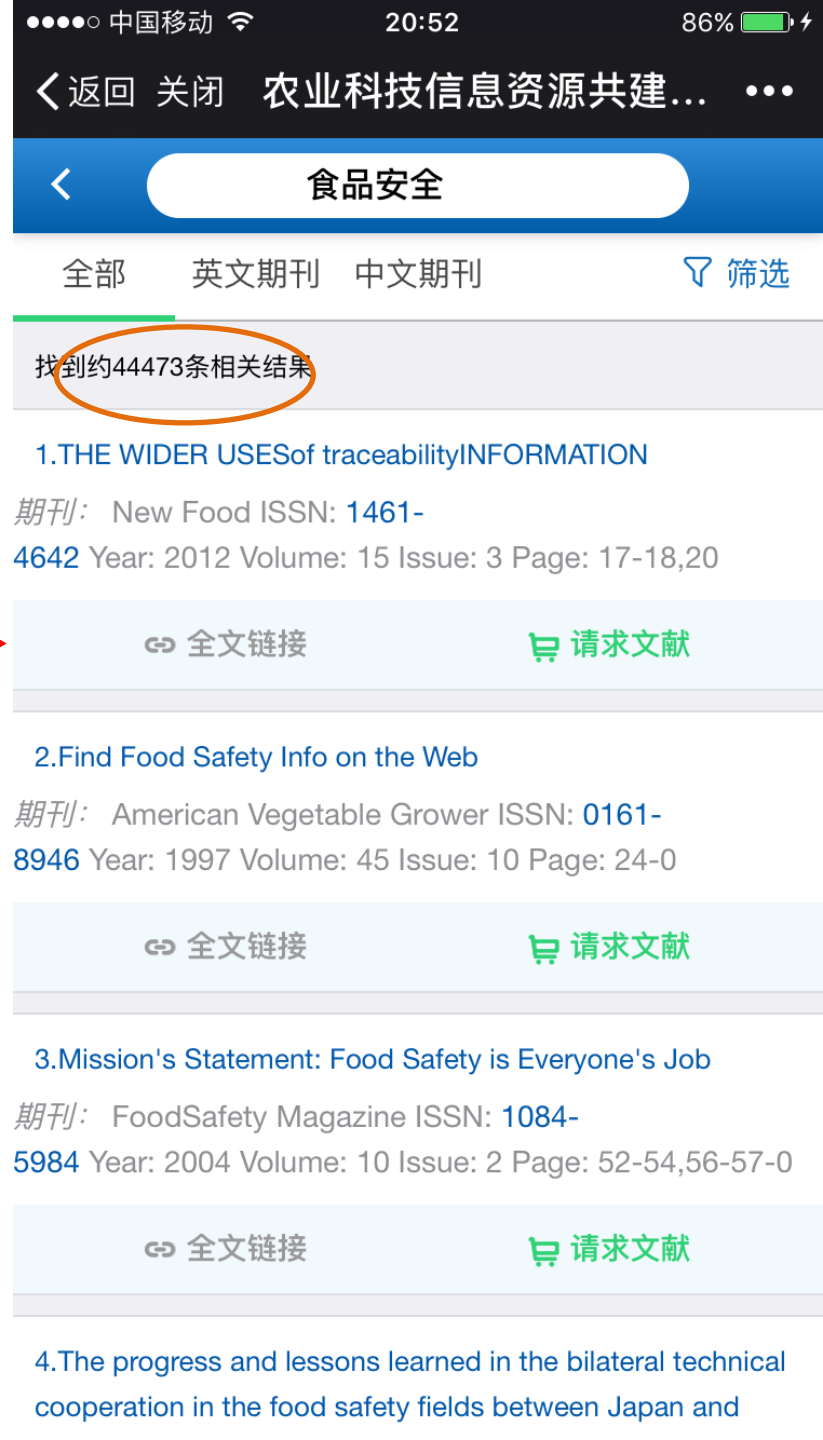 中国移动 20:52 86%
返回 关闭 农业科技信息资源共建...
食品安全
全部 英文期刊 中文期刊 筛选
找到约44473条相关结果
1.THE WIDER USESof traceabilityINFORMATION
期刊： New Food ISSN: 1461-
4642 Year: 2012 Volume: 15 Issue: 3 Page: 17-18,20
全文链接 请求文献
2.Find Food Safety Info on the Web
期刊： American Vegetable Grower ISSN: 0161-
8946 Year: 1997 Volume: 45 Issue: 10 Page: 24-0
全文链接 请求文献
3.Mission's Statement: Food Safety is Everyone's Job
期刊： FoodSafety Magazine ISSN: 1084-
5984 Year: 2004 Volume: 10 Issue: 2 Page: 52-54,56-57-0
全文链接 请求文献
4.The progress and lessons learned in the bilateral technical
cooperation in the food safety fields between Japan and